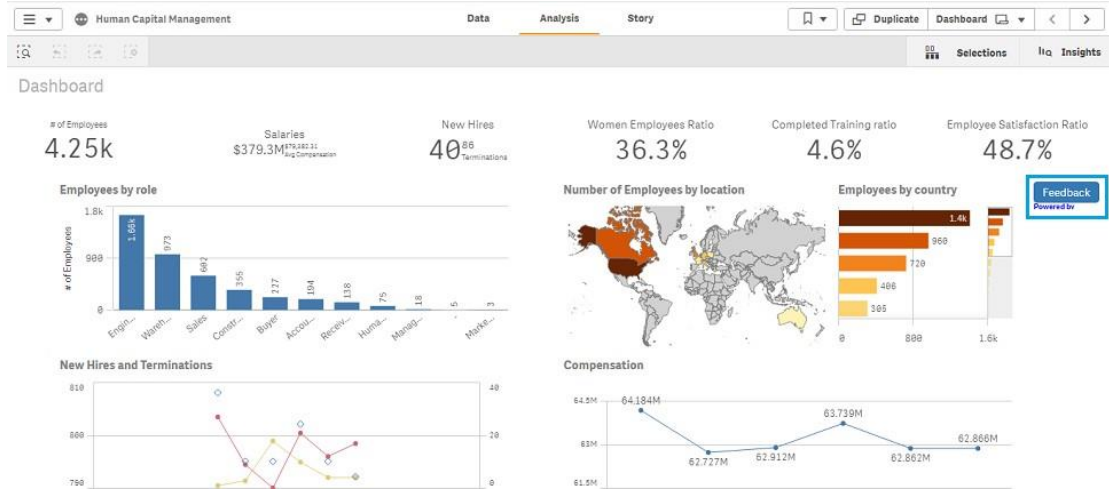 Human Capital Management
Data Analysis Story
Duplicate Dashboard
Selections Insights
Dashboard
# of Employees
4.25k
Salaries
$379.3M
Avg Compensation
New Hires
40 86
Terminations
Women Employees Ratio
36.3%
Completed Training ratio
4.6%
Employee Satisfaction Ratio
48.7%
Employees by role
# of Employees
1.8k
900
0
1.66k
973
602
355
227
194
138
75
18
5
3
Engin...
Wareh...
Sales
Constr...
Buyer
Accou...
Receiv...
Huma...
Manag...
-
Marke...
Number of Employees by location
Employees by country
1.4k
960
720
406
305
0 800 1.6k
Feedback
Powered by
New Hires and Terminations
810
800
790
40
20
0
Compensation
64.5M
63M
61.5M
64.184M
62.727M
62.912M
63.739M
62.862M
62.866M